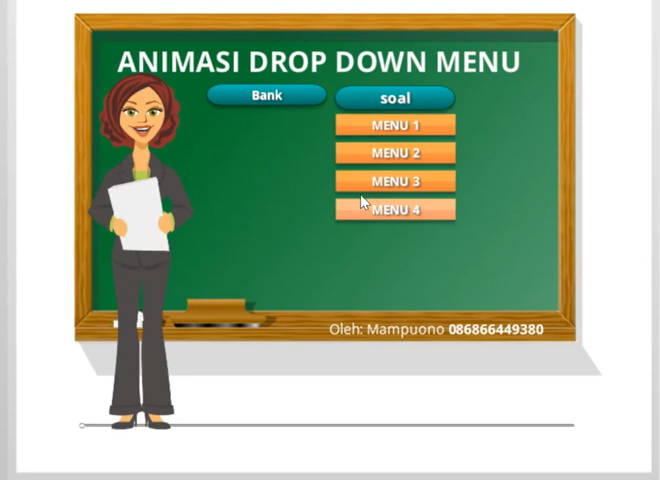 ANIMASI DROP DOWN MENU
Bank
soal
MENU 1
MENU 2
MENU 3
MENU 4
Oleh: Mampuono 086866449380